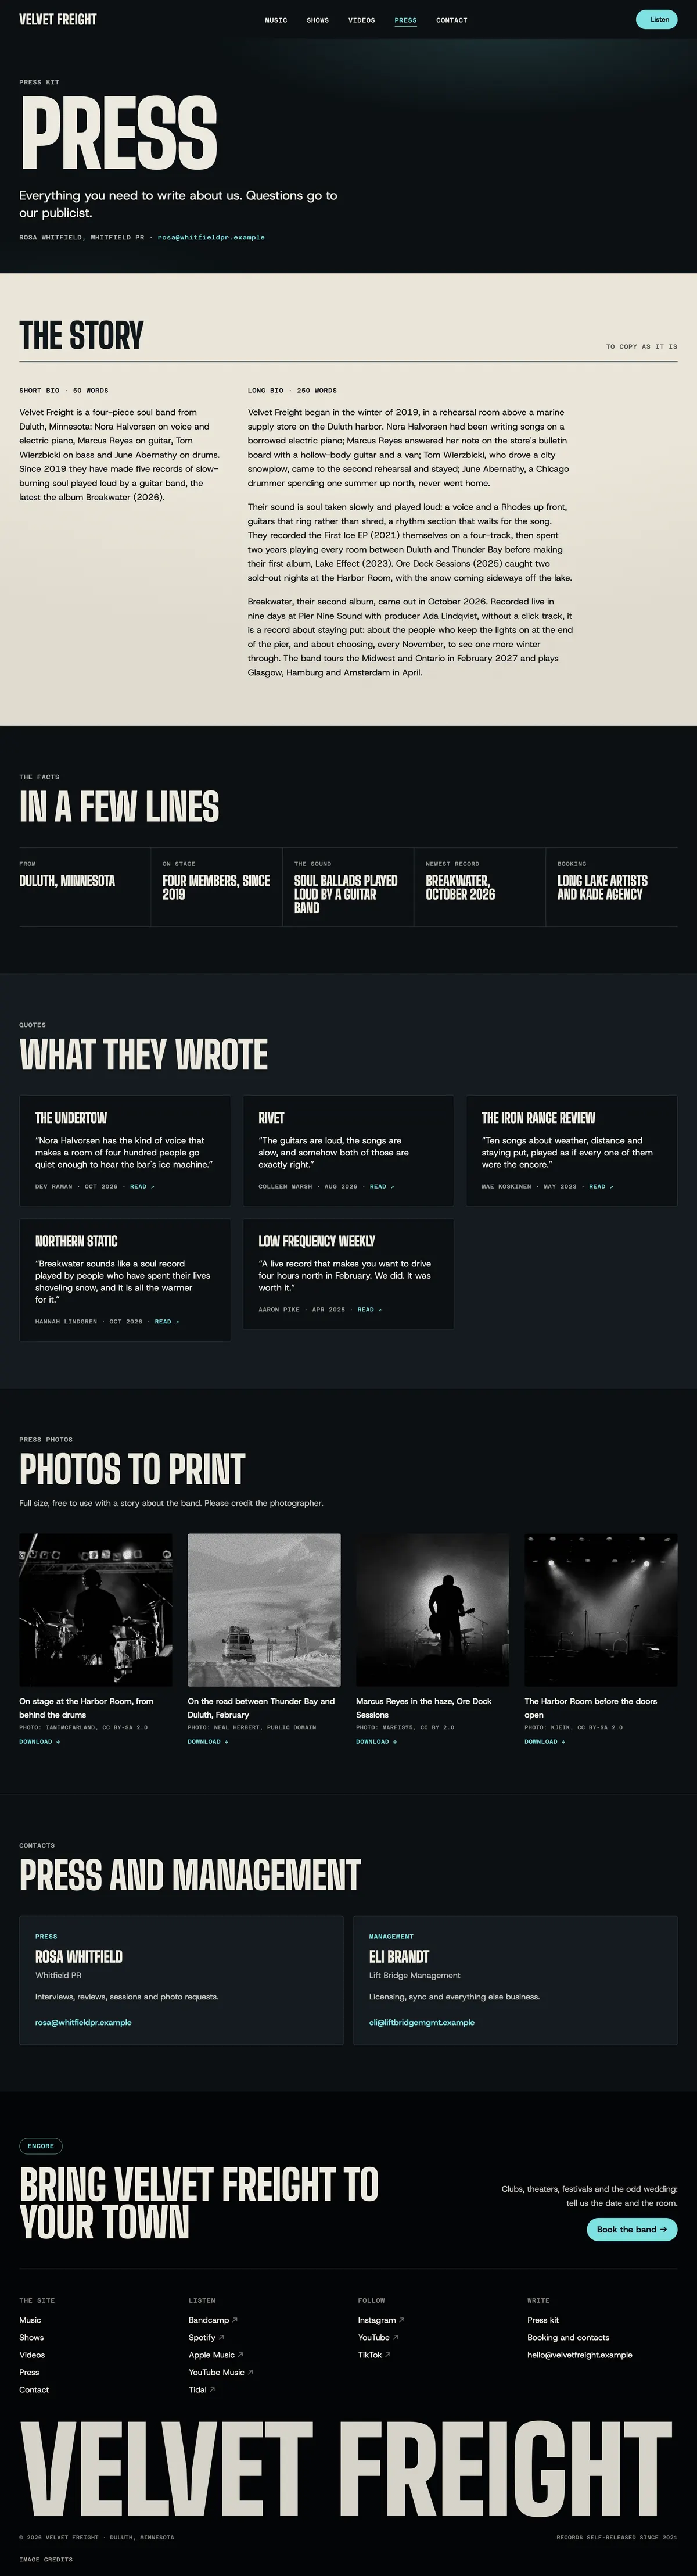 VELVET FREIGHT
MUSIC
SHOWS
VIDEOS
PRESS
CONTACT
Listen
PRESS KIT
PRESS
Everything you need to write about us. Questions go to
our publicist.
ROSA WHITFIELD, WHITFIELD PR · rosa@whitfieldpr.example
THE STORY
TO COPY AS IT IS
SHORT BIO · 50 WORDS
Velvet Freight is a four-piece soul band from
Duluth, Minnesota: Nora Halvorsen on voice and
electric piano, Marcus Reyes on guitar, Tom
Wierzbicki on bass and June Abernathy on drums.
Since 2019 they have made five records of slow-
burning soul played loud by a guitar band, the
latest the album Breakwater (2026).
LONG BIO · 250 WORDS
Velvet Freight began in the winter of 2019, in a rehearsal room above a marine
supply store on the Duluth harbor. Nora Halvorsen had been writing songs on a
borrowed electric piano; Marcus Reyes answered her note on the store's bulletin
board with a hollow-body guitar and a van; Tom Wierzbicki, who drove a city
snowplow, came to the second rehearsal and stayed; June Abernathy, a Chicago
drummer spending one summer up north, never went home.
Their sound is soul taken slowly and played loud: a voice and a Rhodes up front,
guitars that ring rather than shred, a rhythm section that waits for the song.
They recorded the First Ice EP (2021) themselves on a four-track, then spent
two years playing every room between Duluth and Thunder Bay before making
their first album, Lake Effect (2023). Ore Dock Sessions (2025) caught two
sold-out nights at the Harbor Room, with the snow coming sideways off the lake.
Breakwater, their second album, came out in October 2026. Recorded live in
nine days at Pier Nine Sound with producer Ada Lindqvist, without a click track, it
is a record about staying put: about the people who keep the lights on at the end
of the pier, and about choosing, every November, to see one more winter
through. The band tours the Midwest and Ontario in February 2027 and plays
Glasgow, Hamburg and Amsterdam in April.
THE FACTS
IN A FEW LINES
FROM
DULUTH, MINNESOTA
ON STAGE
FOUR MEMBERS, SINCE
2019
THE SOUND
SOUL BALLADS PLAYED
LOUD BY A GUITAR
BAND
NEWEST RECORD
BREAKWATER,
OCTOBER 2026
BOOKING
LONG LAKE ARTISTS
AND KADE AGENCY
QUOTES
WHAT THEY WROTE
THE UNDERTOW
“Nora Halvorsen has the kind of voice that
makes a room of four hundred people go
quiet enough to hear the bar's ice machine.”
DEV RAMAN · OCT 2026 · READ ↗
RIVET
“The guitars are loud, the songs are
slow, and somehow both of those are
exactly right.”
COLLEEN MARSH · AUG 2026 · READ ↗
THE IRON RANGE REVIEW
“Ten songs about weather, distance and
staying put, played as if every one of them
were the encore.”
MAE KOSKINEN · MAY 2023 · READ ↗
NORTHERN STATIC
“Breakwater sounds like a soul record
played by people who have spent their lives
shoveling snow, and it is all the warmer
for it.”
HANNAH LINDGREN · OCT 2026 · READ ↗
LOW FREQUENCY WEEKLY
“A live record that makes you want to drive
four hours north in February. We did. It was
worth it.”
AARON PIKE · APR 2025 · READ ↗
PRESS PHOTOS
PHOTOS TO PRINT
Full size, free to use with a story about the band. Please credit the photographer.
On stage at the Harbor Room, from
behind the drums
PHOTO: IANTMCFARLAND, CC BY-SA 2.0
DOWNLOAD ↓
On the road between Thunder Bay and
Duluth, February
PHOTO: NEAL HERBERT, PUBLIC DOMAIN
DOWNLOAD ↓
Marcus Reyes in the haze, Ore Dock
Sessions
PHOTO: MARFISTS, CC BY 2.0
DOWNLOAD ↓
The Harbor Room before the doors
open
PHOTO: KJEIK, CC BY-SA 2.0
DOWNLOAD ↓
CONTACTS
PRESS AND MANAGEMENT
PRESS
ROSA WHITFIELD
Whitfield PR
Interviews, reviews, sessions and photo requests.
rosa@whitfieldpr.example
MANAGEMENT
ELI BRANDT
Lift Bridge Management
Licensing, sync and everything else business.
eli@liftbridgemgmt.example
ENCORE
BRING VELVET FREIGHT TO
YOUR TOWN
Clubs, theaters, festivals and the odd wedding:
tell us the date and the room.
Book the band →
THE SITE
Music
Shows
Videos
Press
Contact
LISTEN
Bandcamp ↗
Spotify ↗
Apple Music ↗
YouTube Music ↗
Tidal ↗
FOLLOW
Instagram ↗
YouTube ↗
TikTok ↗
WRITE
Press kit
Booking and contacts
hello@velvetfreight.example
VELVET FREIGHT
© 2026 VELVET FREIGHT · DULUTH, MINNESOTA
RECORDS SELF-RELEASED SINCE 2021
IMAGE CREDITS